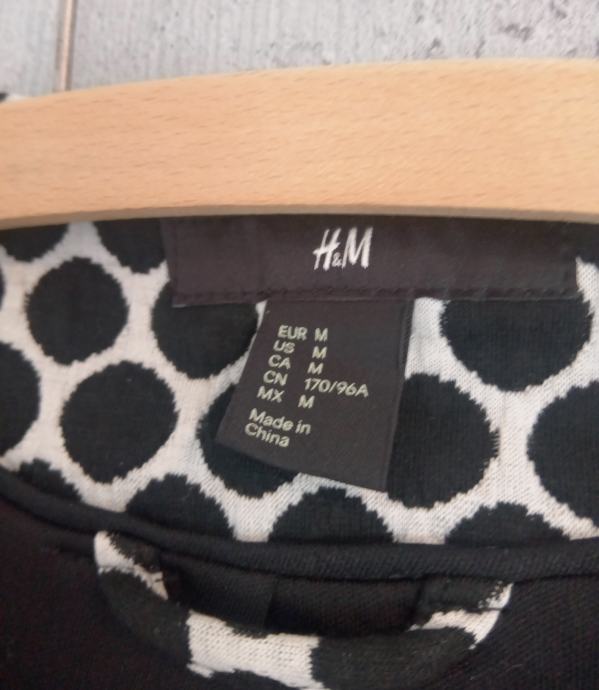 H&M
EUR M
US M
CA M
CN 170/96A
MX M
Made in
China